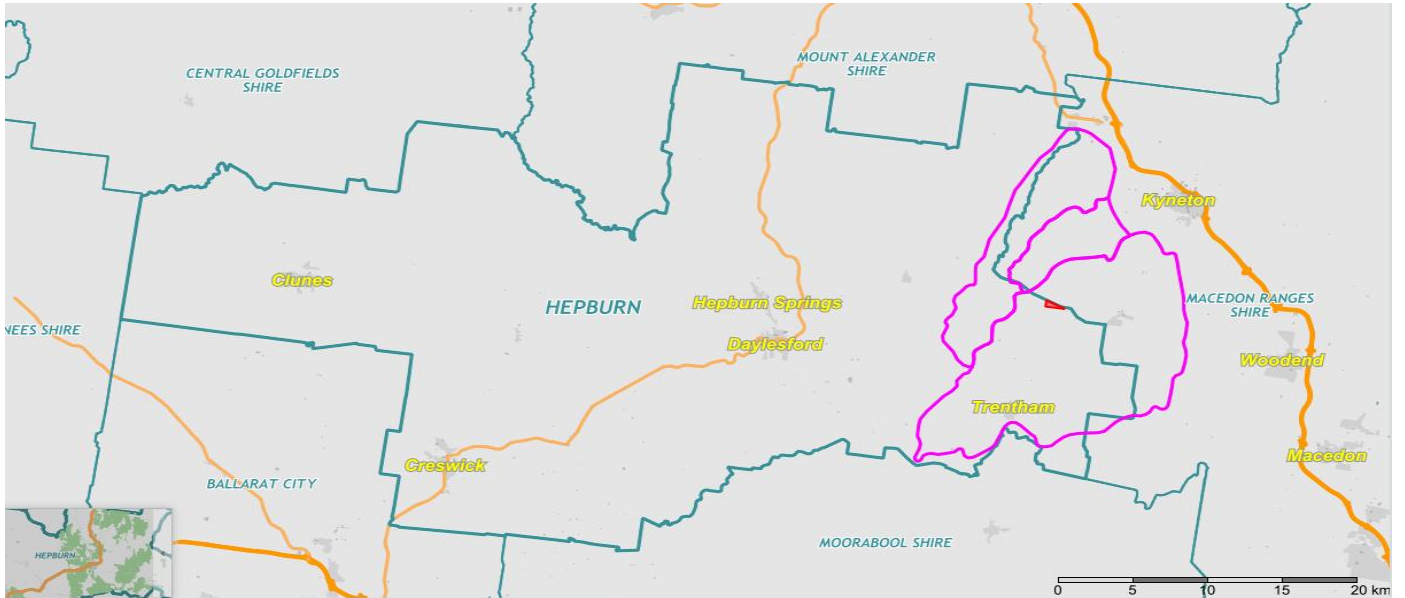 MOUNT ALEXANDER
SHIRE
CENTRAL GOLDFIELDS
SHIRE
Kyneton
Clunes
HEPBURN
Hepburn Springs
MACEDON RANGES
SHIRE
NEES SHIRE
Daylesford
Woodend
Trentham
Creswick
Macedon
BALLARAT CITY
MOORABOOL SHIRE
HEPBURN
0 5 10 15 20 km